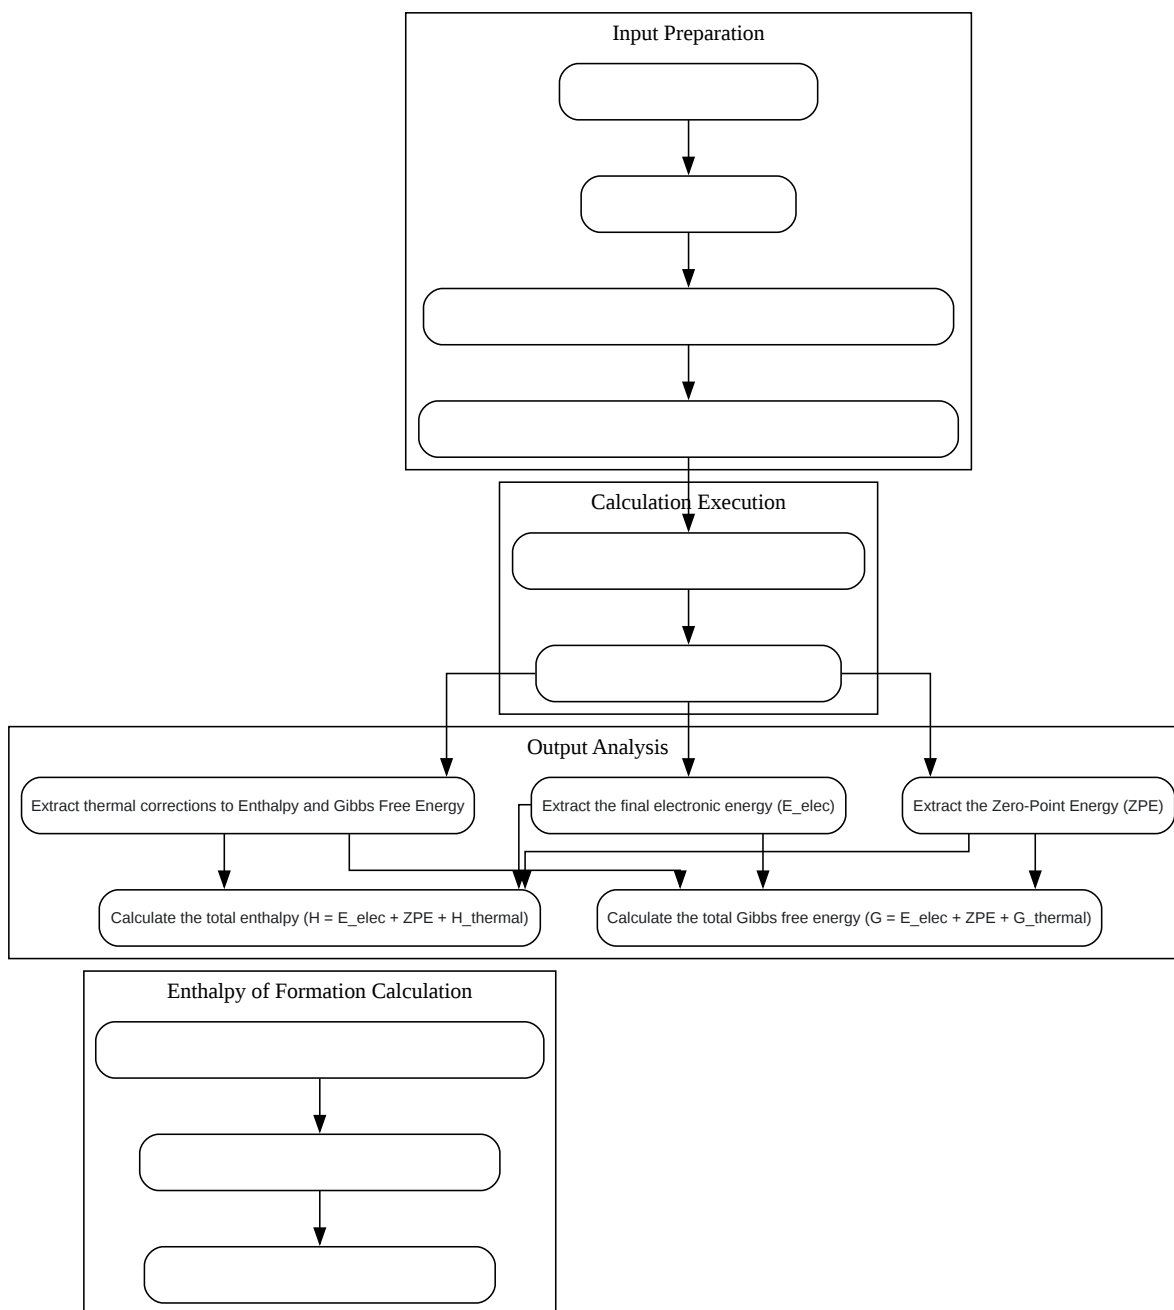 Input Preparation
Calculation Execution
Output Analysis
Extract thermal corrections to Enthalpy and Gibbs Free Energy
Extract the final electronic energy (E_elec)
Extract the Zero-Point Energy (ZPE)
Calculate the total enthalpy (H = E_elec + ZPE + H_thermal)
Calculate the total Gibbs free energy (G = E_elec + ZPE + G_thermal)
Enthalpy of Formation Calculation